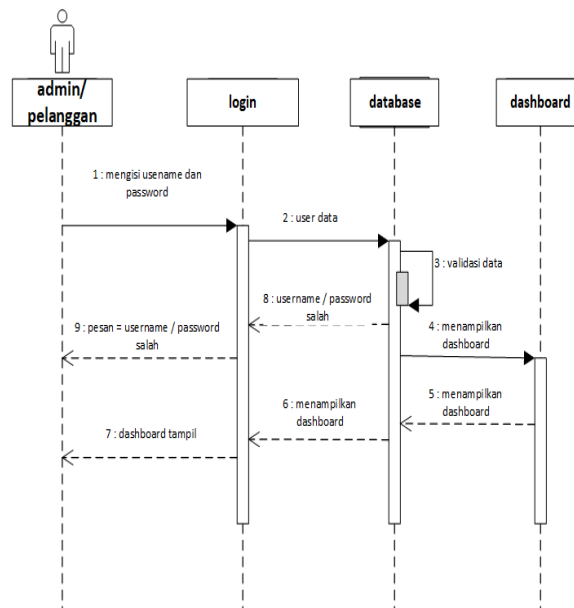 admin/
pelanggan
login
database
dashboard
1 : mengisi usename dan
password
2 : user data
3 : validasi data
8 : username / password
salah
9 : pesan = username / password
salah
4 : menampilkan
dashboard
5 : menampilkan
dashboard
6 : menampilkan
dashboard
7 : dashboard tampil